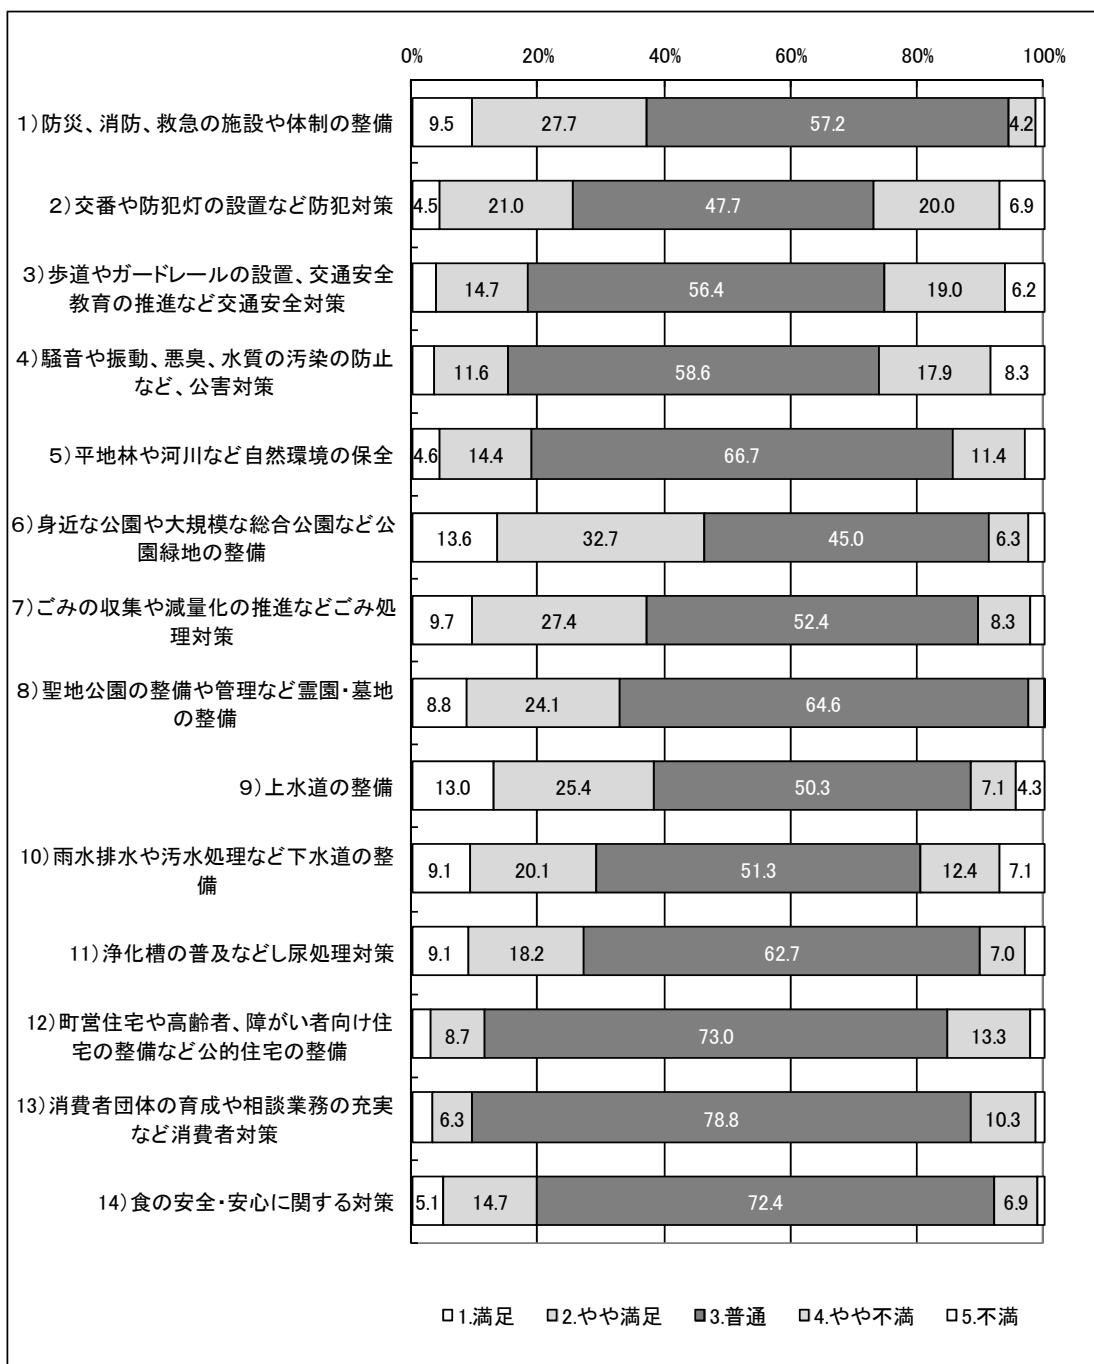 0% 20% 40% 60% 80% 100%
1)防災、消防、救急の施設や体制の整備 9.5 27.7 57.2 4.2
2)交番や防犯灯の設置など防犯対策 4.5 21.0 47.7 20.0 6.9
3)歩道やガードレールの設置、交通安全
教育の推進など交通安全対策 14.7 56.4 19.0 6.2
4)騒音や振動、悪臭、水質の汚染の防止
など、公害対策 11.6 58.6 17.9 8.3
5)平地林や河川など自然環境の保全 4.6 14.4 66.7 11.4
6)身近な公園や大規模な総合公園など公
園緑地の整備 13.6 32.7 45.0 6.3
7)ごみの収集や減量化の推進などごみ処
理対策 9.7 27.4 52.4 8.3
8)聖地公園の整備や管理など霊園・墓地
の整備 8.8 24.1 64.6
9)上水道の整備 13.0 25.4 50.3 7.1 4.3
10)雨水排水や汚水処理など下水道の整
備 9.1 20.1 51.3 12.4 7.1
11)浄化槽の普及などし尿処理対策 9.1 18.2 62.7 7.0
12)町営住宅や高齢者、障がい者向け住
宅の整備など公的住宅の整備 8.7 73.0 13.3
13)消費者団体の育成や相談業務の充実
など消費者対策 6.3 78.8 10.3
14)食の安全・安心に関する対策 5.1 14.7 72.4 6.9
1.満足 2.やや満足 3.普通 4.やや不満 5.不満